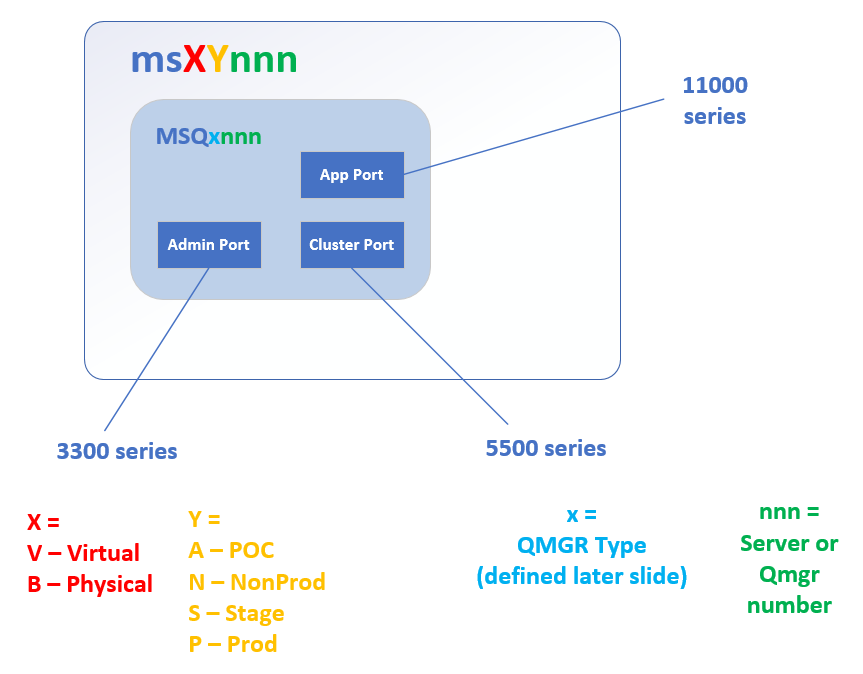 msXYnnn
11000
series
MSQxnnn
App Port
Admin Port
Cluster Port
3300 series
5500 series
X =
V – Virtual
B – Physical
Y =
A – POC
N – NonProd
S – Stage
P – Prod
x =
QMGR Type
(defined later slide)
nnn =
Server or
Qmgr
number